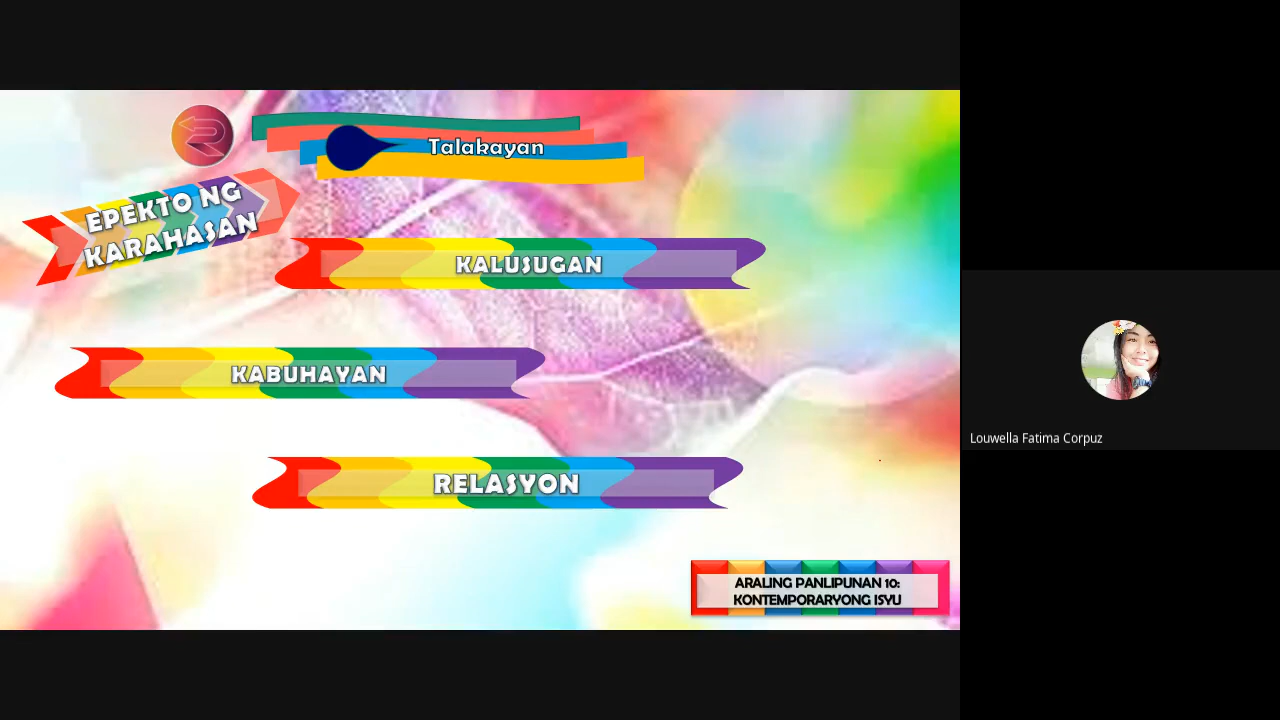 Talakayan
EPEKTO NG
KARAHASAN
KALUSUGAN
KABUHAYAN
RELASYON
ARALING PANLIPUNAN 10:
KONTEMPORARYONG ISYU
Louwella Fatima Corpuz